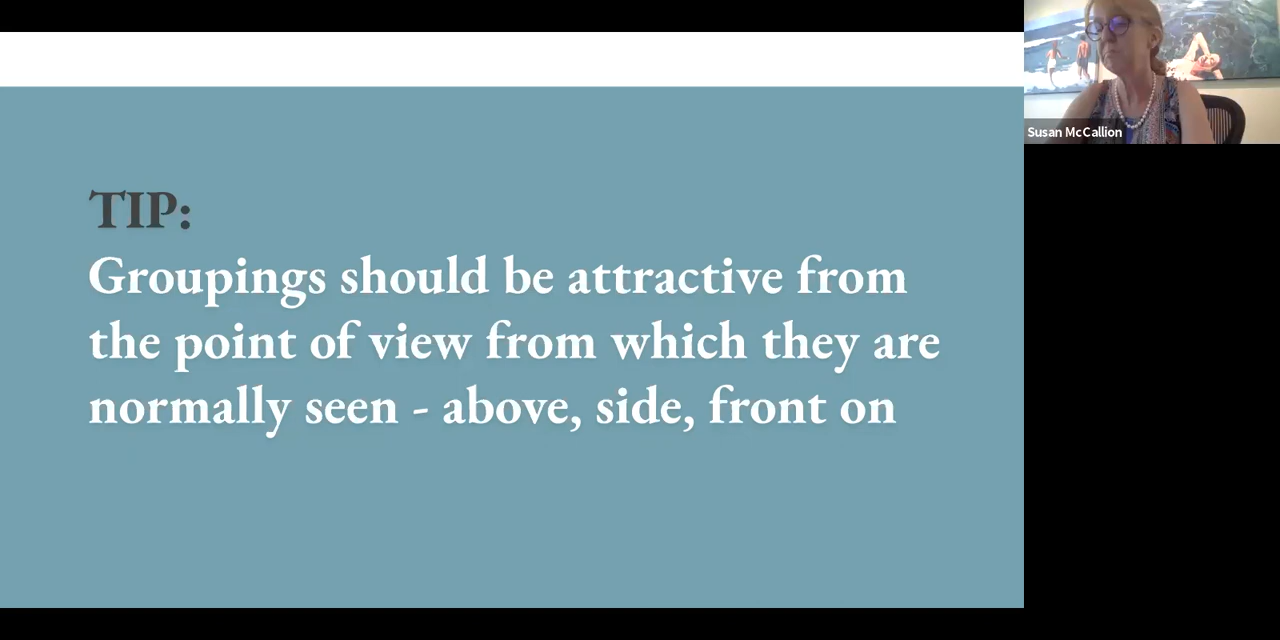 TIP:
Groupings should be attractive from
the point of view from which they are
normally seen - above, side, front on
Susan McCallion